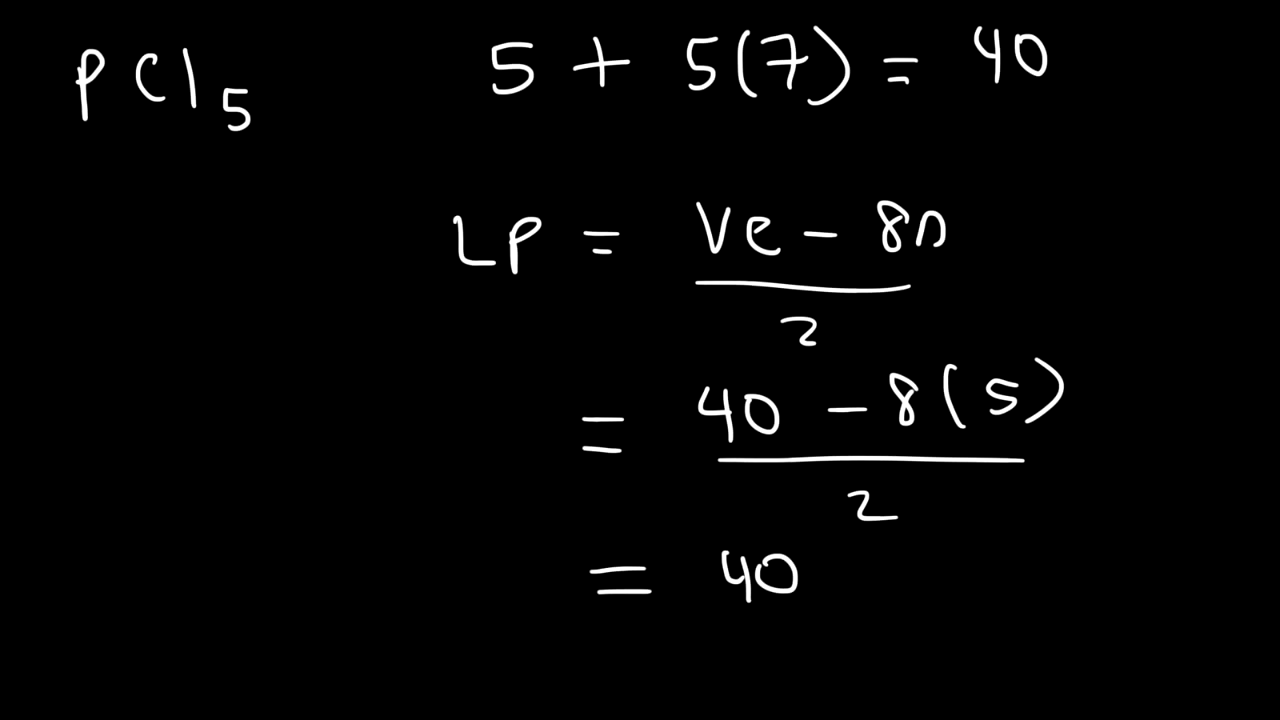 PCl5 5 + 5(7) = 40
LP = Ve - 8n
2
= 40 - 8(5)
2
= 40